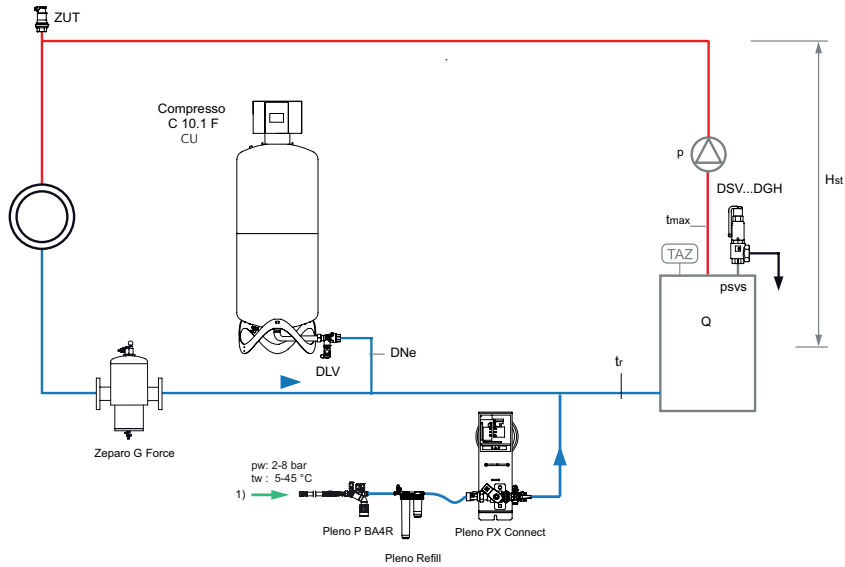 ZUT
Compresso
C 10.1 F
CU
p
Hst
DSV...DGH
tmax
TAZ
psvs
Q
DNe
DLV
tr
Zeparo G Force
pw: 2-8 bar
tw : 5-45 °C
1)
Pleno P BA4R
Pleno PX Connect
Pleno Refill